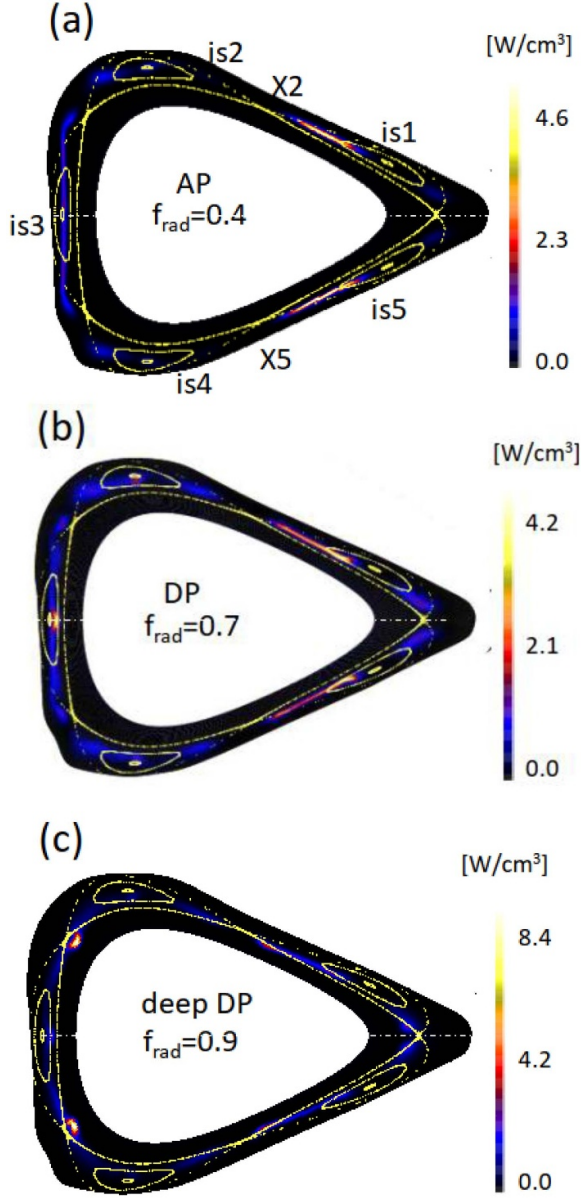 (a)
[W/cm³]
is2
X2
is1
4.6
AP
f_rad=0.4
is3
2.3
is5
0.0
X5
is4
(b)
[W/cm³]
4.2
DP
f_rad=0.7
2.1
0.0
(c)
[W/cm³]
8.4
deep DP
f_rad=0.9
4.2
0.0